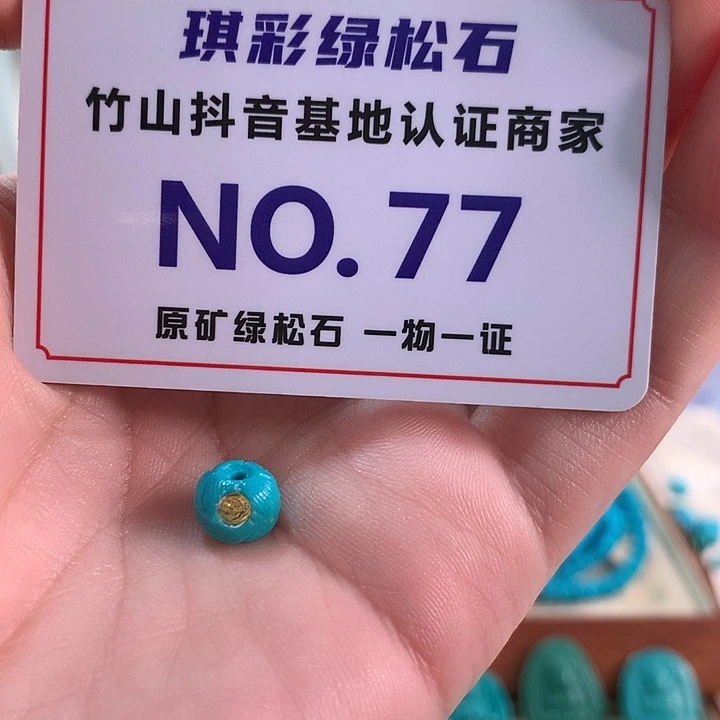 琪彩绿松石
竹山抖音基地认证商家
NO.77
原矿绿松石 一物一证